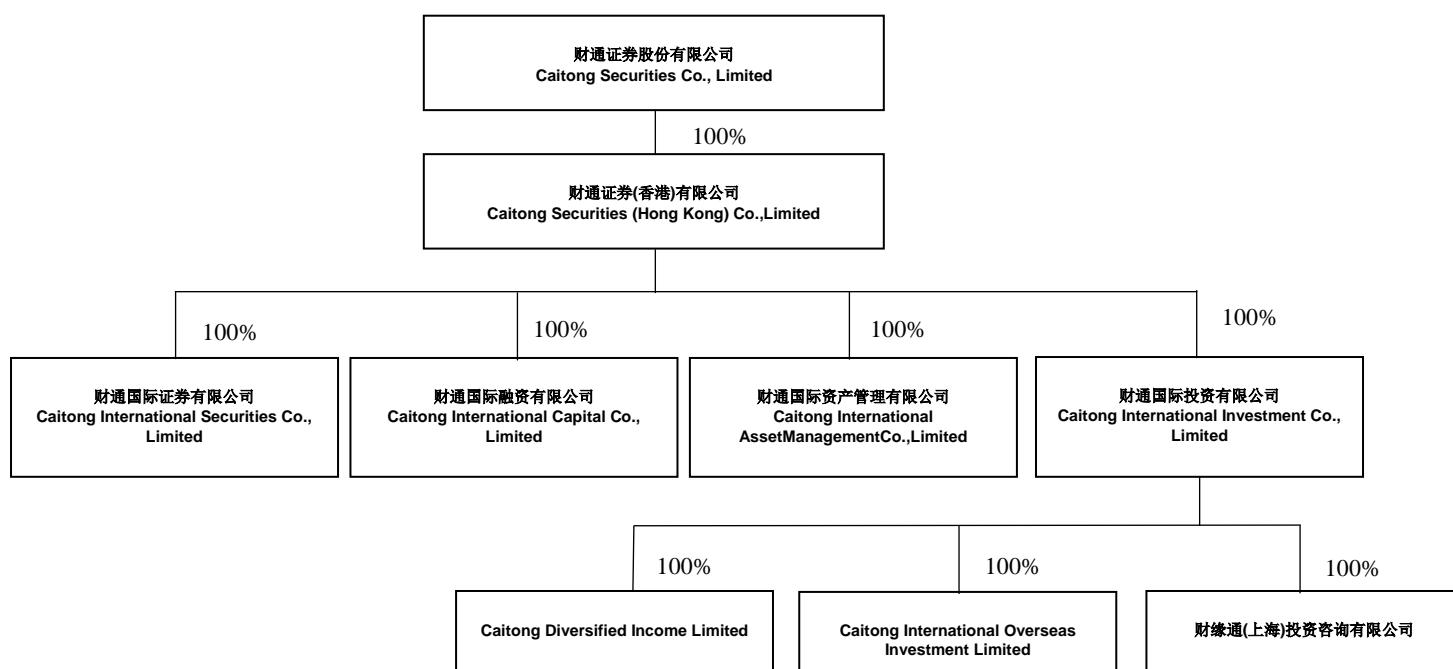 财通证券股份有限公司
Caitong Securities Co., Limited
100%
财通证券(香港)有限公司
Caitong Securities (Hong Kong) Co.,Limited
100%
100%
100%
100%
财通国际证券有限公司
Caitong International Securities Co.,
Limited
财通国际融资有限公司
Caitong International Capital Co.,
Limited
财通国际资产管理有限公司
Caitong International
AssetManagementCo.,Limited
财通国际投资有限公司
Caitong International Investment Co.,
Limited
100%
100%
100%
Caitong Diversified Income Limited
Caitong International Overseas
Investment Limited
财缘通(上海)投资咨询有限公司